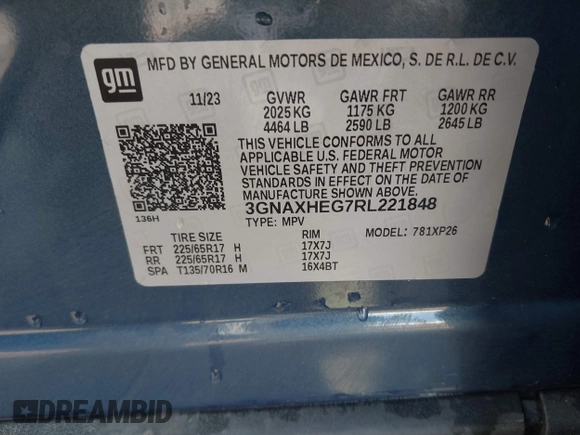 gm
MFD BY GENERAL MOTORS DE MEXICO, S. DE R.L. DE C.V.
11/23 GVWR GAWR FRT GAWR RR
2025 KG 1175 KG 1200 KG
4464 LB 2590 LB 2645 LB
THIS VEHICLE CONFORMS TO ALL
APPLICABLE U.S. FEDERAL MOTOR
VEHICLE SAFETY AND THEFT PREVENTION
STANDARDS IN EFFECT ON THE DATE OF
MANUFACTURE SHOWN ABOVE.
136H 3GNAXHEG7RL221848
TYPE: MPV MODEL: 781XP26
TIRE SIZE RIM
FRT 225/65R17 H 17X7J
RR 225/65R17 H 17X7J
SPA T135/70R16 M 16X4BT
DREAMBID